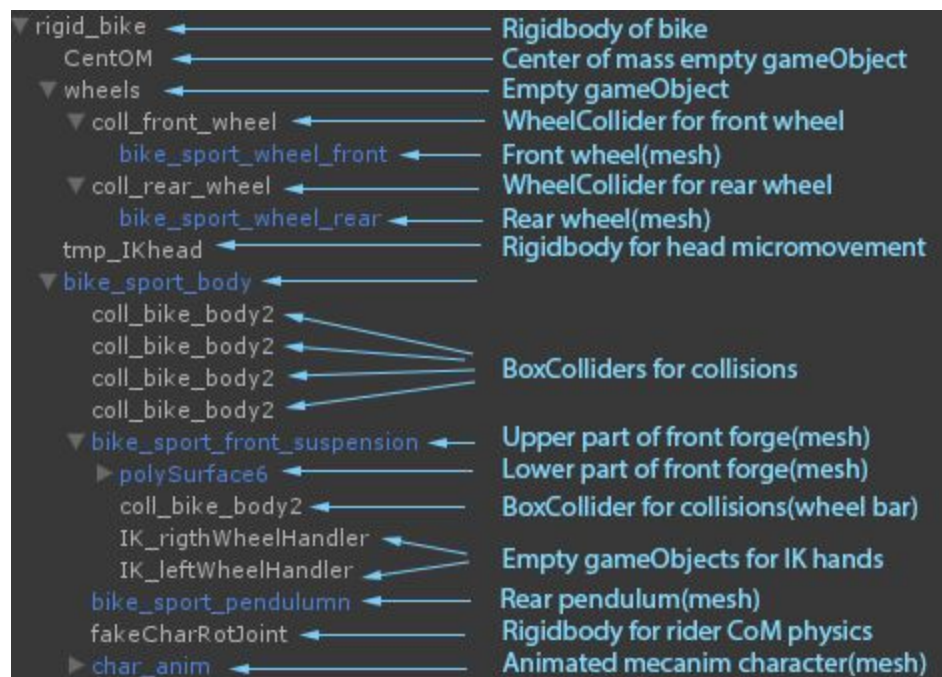 rigid_bike Rigidbody of bike
CentOM Center of mass empty gameObject
wheels Empty gameObject
coll_front_wheel WheelCollider for front wheel
bike_sport_wheel_front Front wheel(mesh)
coll_rear_wheel WheelCollider for rear wheel
bike_sport_wheel_rear Rear wheel(mesh)
tmp_IKhead Rigidbody for head micromovement
bike_sport_body
coll_bike_body2
coll_bike_body2
coll_bike_body2 BoxColliders for collisions
coll_bike_body2
bike_sport_front_suspension Upper part of front forge(mesh)
polySurface6 Lower part of front forge(mesh)
coll_bike_body2 BoxCollider for collisions(wheel bar)
IK_rigthWheelHandler
IK_leftWheelHandler Empty gameObjects for IK hands
bike_sport_pendulumn Rear pendulum(mesh)
fakeCharRotJoint Rigidbody for rider CoM physics
char_anim Animated mecanim character(mesh)